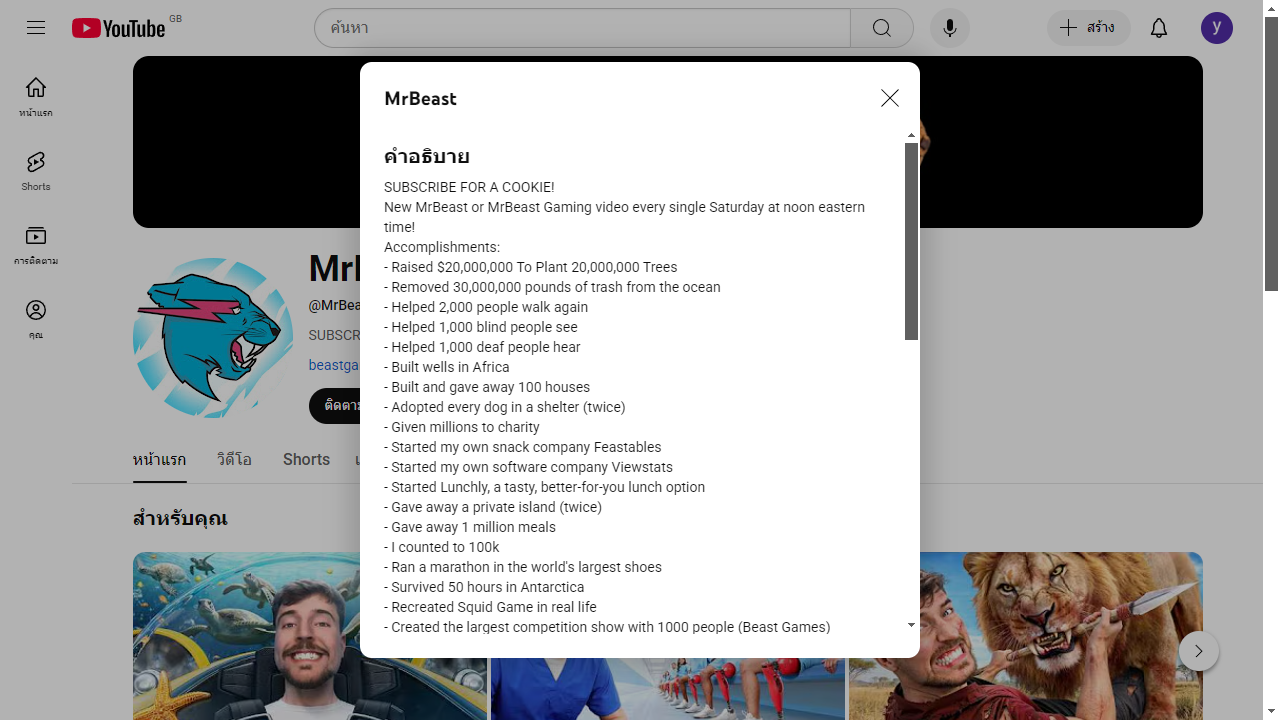 YouTube
GB
ค้นหา
สร้าง
y
หน้าแรก
Shorts
การติดตาม
คุณ
MrBeast
คำอธิบาย
SUBSCRIBE FOR A COOKIE!
New MrBeast or MrBeast Gaming video every single Saturday at noon eastern
time!
Accomplishments:
- Raised $20,000,000 To Plant 20,000,000 Trees
- Removed 30,000,000 pounds of trash from the ocean
- Helped 2,000 people walk again
- Helped 1,000 blind people see
- Helped 1,000 deaf people hear
- Built wells in Africa
- Built and gave away 100 houses
- Adopted every dog in a shelter (twice)
- Given millions to charity
- Started my own snack company Feastables
- Started my own software company Viewstats
- Started Lunchly, a tasty, better-for-you lunch option
- Gave away a private island (twice)
- Gave away 1 million meals
- I counted to 100k
- Ran a marathon in the world's largest shoes
- Survived 50 hours in Antarctica
- Recreated Squid Game in real life
- Created the largest competition show with 1000 people (Beast Games)
@MrBea
SUBSCR
beastga
ติดตาม
หน้าแรก
วิดีโอ
Shorts
สำหรับคุณ